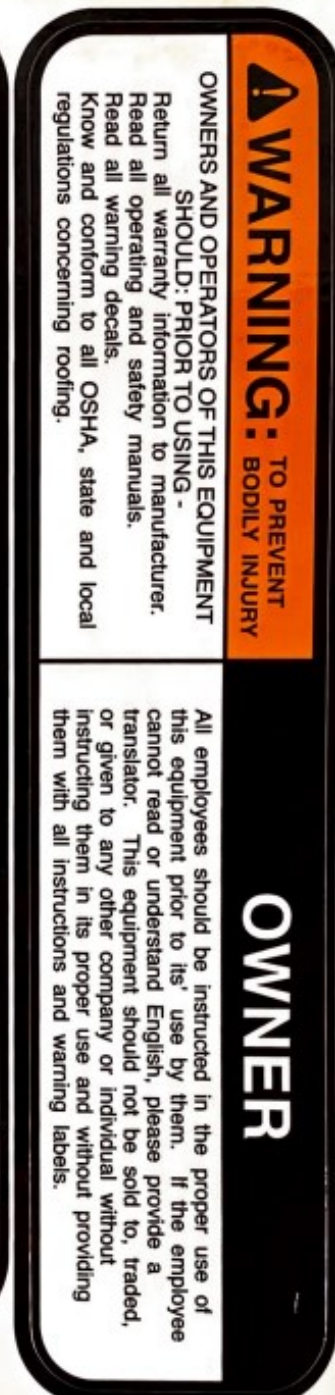 WARNING: TO PREVENT
BODILY INJURY
OWNER
OWNERS AND OPERATORS OF THIS EQUIPMENT
SHOULD: PRIOR TO USING -
Return all warranty information to manufacturer.
Read all operating and safety manuals.
Read all warning decals.
Know and conform to all OSHA, state and local
regulations concerning roofing.
All employees should be instructed in the proper use of
this equipment prior to its' use by them. If the employee
cannot read or understand English, please provide a
translator. This equipment should not be sold to, traded,
or given to any other company or individual without
instructing them in its proper use and without providing
them with all instructions and warning labels.